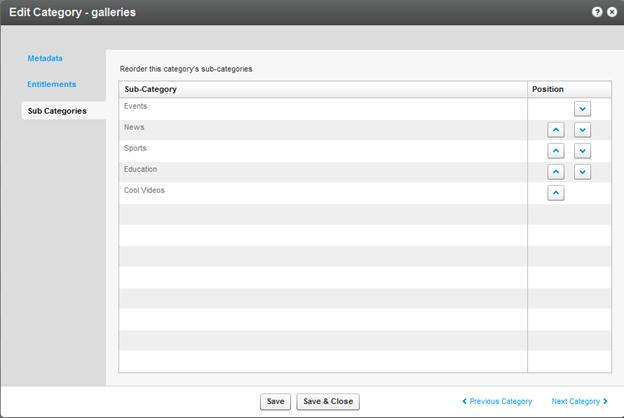 Edit Category - galleries
Metadata
Entitlements
Sub Categories
Reorder this category's sub-categories
Sub-Category Position
Events
News
Sports
Education
Cool Videos
Save Save & Close Previous Category Next Category